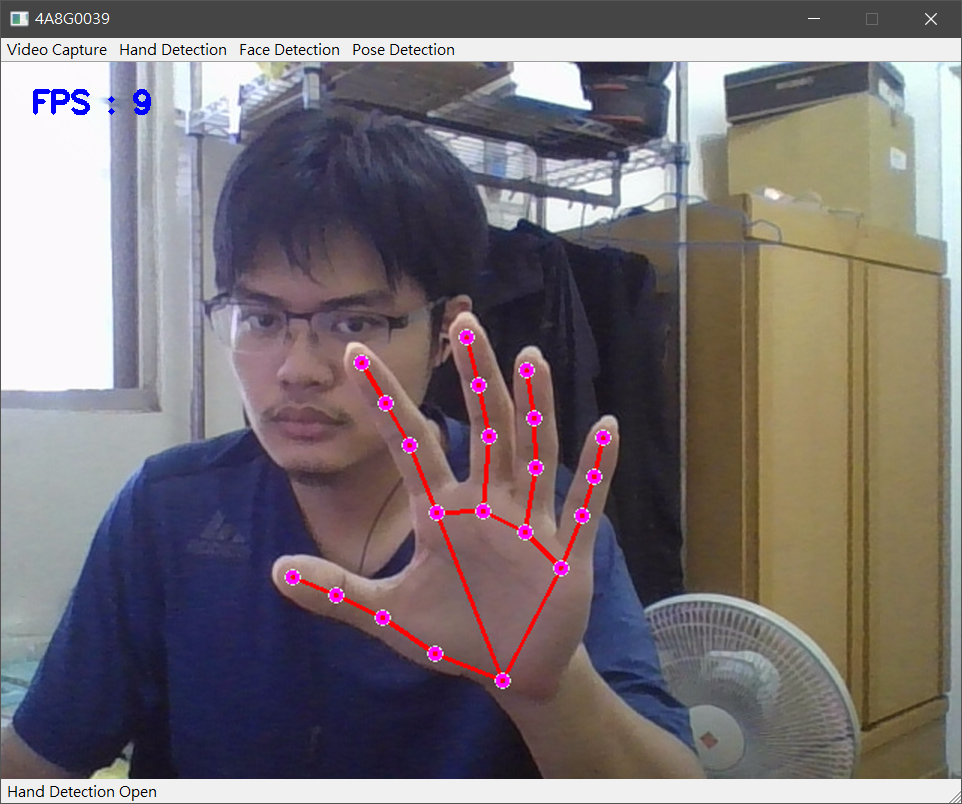 4A8G0039
Video Capture Hand Detection Face Detection Pose Detection
FPS : 9
Hand Detection Open